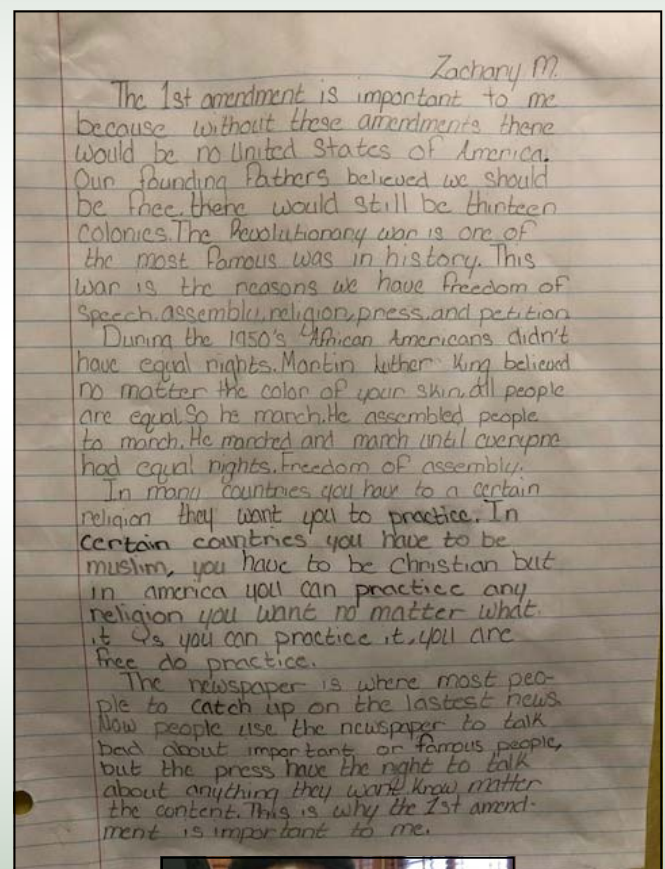 Zachary M.
The 1st amendment is important to me
because without these amendments there
would be no United States of America.
Our founding Fathers believed we should
be free. there would still be thirteen
colonies. The Revolutionary war is one of
the most famous was in history. This
war is the reasons we have freedom of
speech, assembly, religion, press, and petition
During the 1950's African Americans didn't
have equal rights. Martin luther King believed
no matter the color of your skin, all people
are equal. So he march. He assembled people
to march. He marched and march until everyone
had equal rights. Freedom of assembly.
In many countries you have to a certain
religion they want you to practice. In
certain countries you have to be
muslim, you have to be christian but
in america you can practice any
religion you want no matter what
it is you can practice it, you are
free do practice.
The newspaper is where most peo-
ple to catch up on the lastest news.
Now people use the newspaper to talk
bad about important or famous people,
but the press have the right to talk
about anything they want. Know matter
the content. This is why the 1st amend-
ment is important to me.